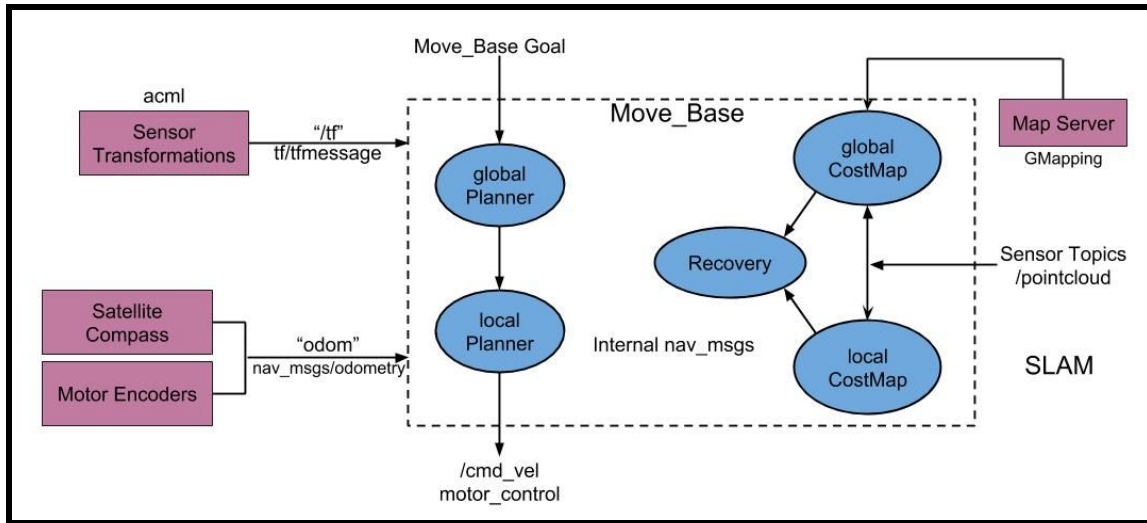 Move_Base Goal
acml
Sensor
Transformations
“/tf”
tf/tfmessage
Move_Base
global
Planner
global
CostMap
Map Server
GMapping
Recovery
Sensor Topics
/pointcloud
Satellite
Compass
Motor Encoders
“odom”
nav_msgs/odometry
local
Planner
Internal nav_msgs
local
CostMap
SLAM
/cmd_vel
motor_control